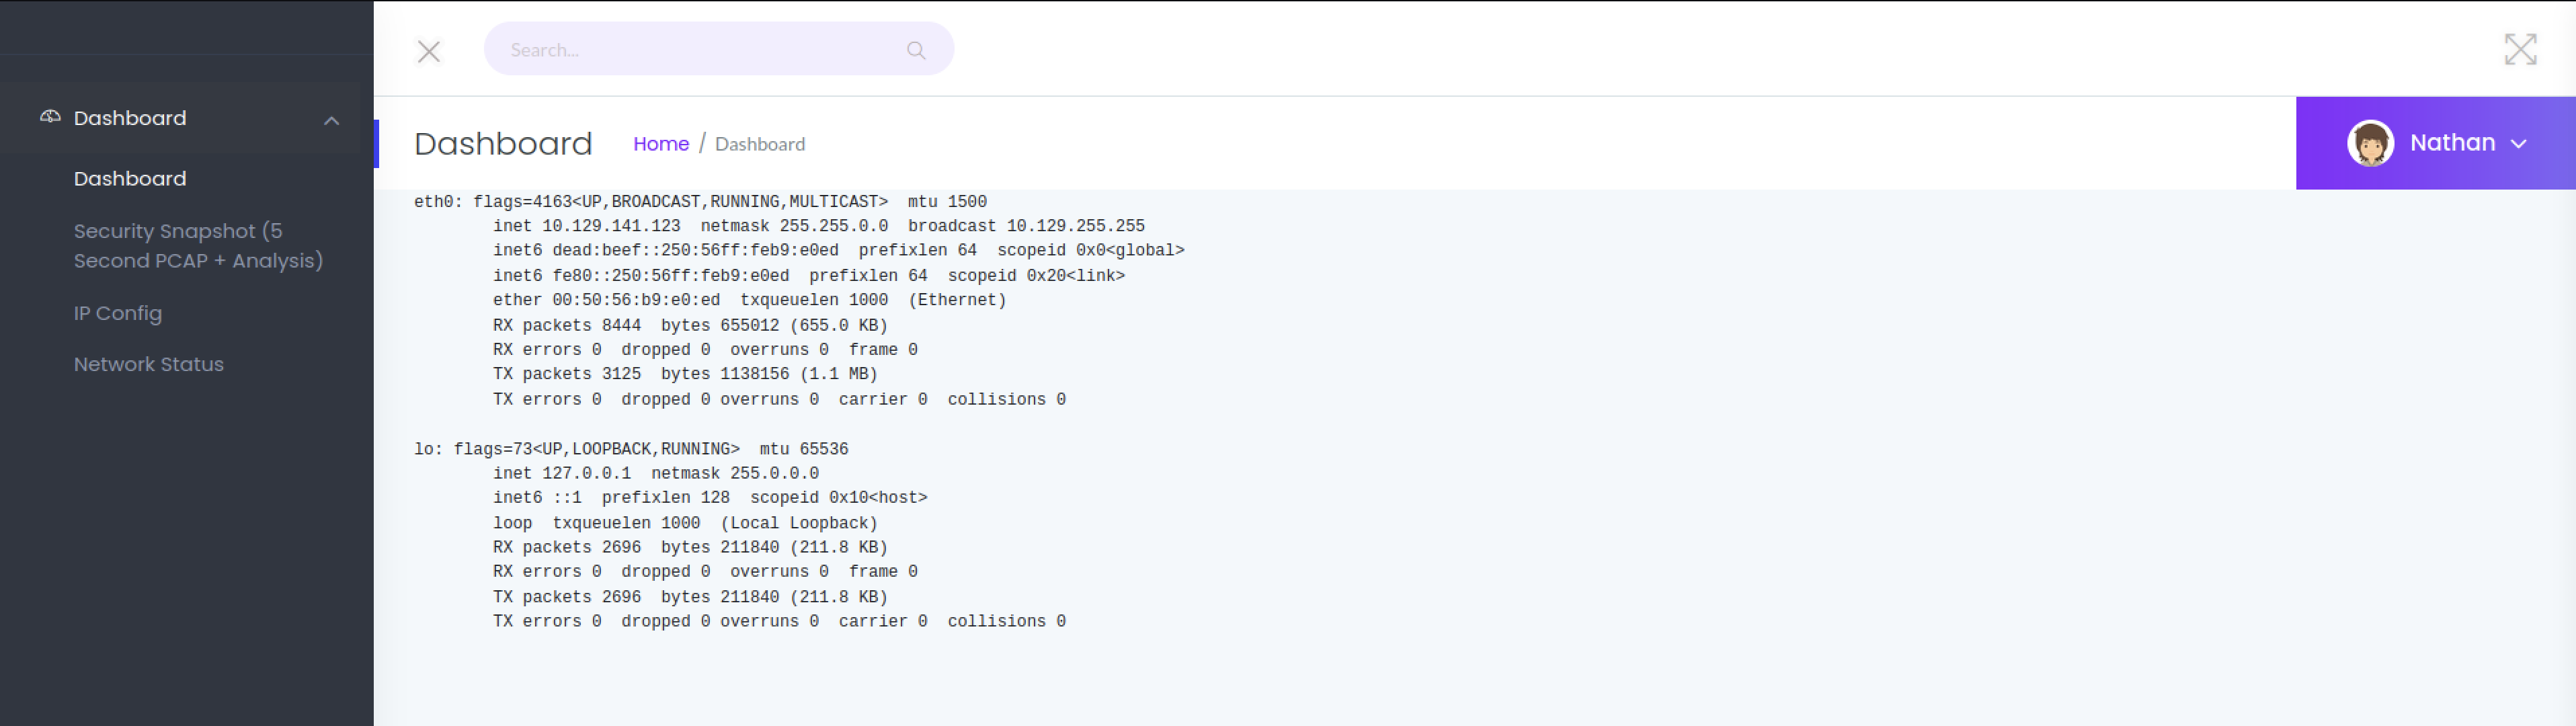 Search...
Dashboard
Dashboard
Security Snapshot (5
Second PCAP + Analysis)
IP Config
Network Status
Dashboard Home / Dashboard
Nathan
eth0: flags=4163<UP,BROADCAST,RUNNING,MULTICAST>  mtu 1500
        inet 10.129.141.123  netmask 255.255.0.0  broadcast 10.129.255.255
        inet6 dead:beef::250:56ff:feb9:e0ed  prefixlen 64  scopeid 0x0<global>
        inet6 fe80::250:56ff:feb9:e0ed  prefixlen 64  scopeid 0x20<link>
        ether 00:50:56:b9:e0:ed  txqueuelen 1000  (Ethernet)
        RX packets 8444  bytes 655012 (655.0 KB)
        RX errors 0  dropped 0  overruns 0  frame 0
        TX packets 3125  bytes 1138156 (1.1 MB)
        TX errors 0  dropped 0 overruns 0  carrier 0  collisions 0
lo: flags=73<UP,LOOPBACK,RUNNING>  mtu 65536
        inet 127.0.0.1  netmask 255.0.0.0
        inet6 ::1  prefixlen 128  scopeid 0x10<host>
        loop  txqueuelen 1000  (Local Loopback)
        RX packets 2696  bytes 211840 (211.8 KB)
        RX errors 0  dropped 0  overruns 0  frame 0
        TX packets 2696  bytes 211840 (211.8 KB)
        TX errors 0  dropped 0 overruns 0  carrier 0  collisions 0